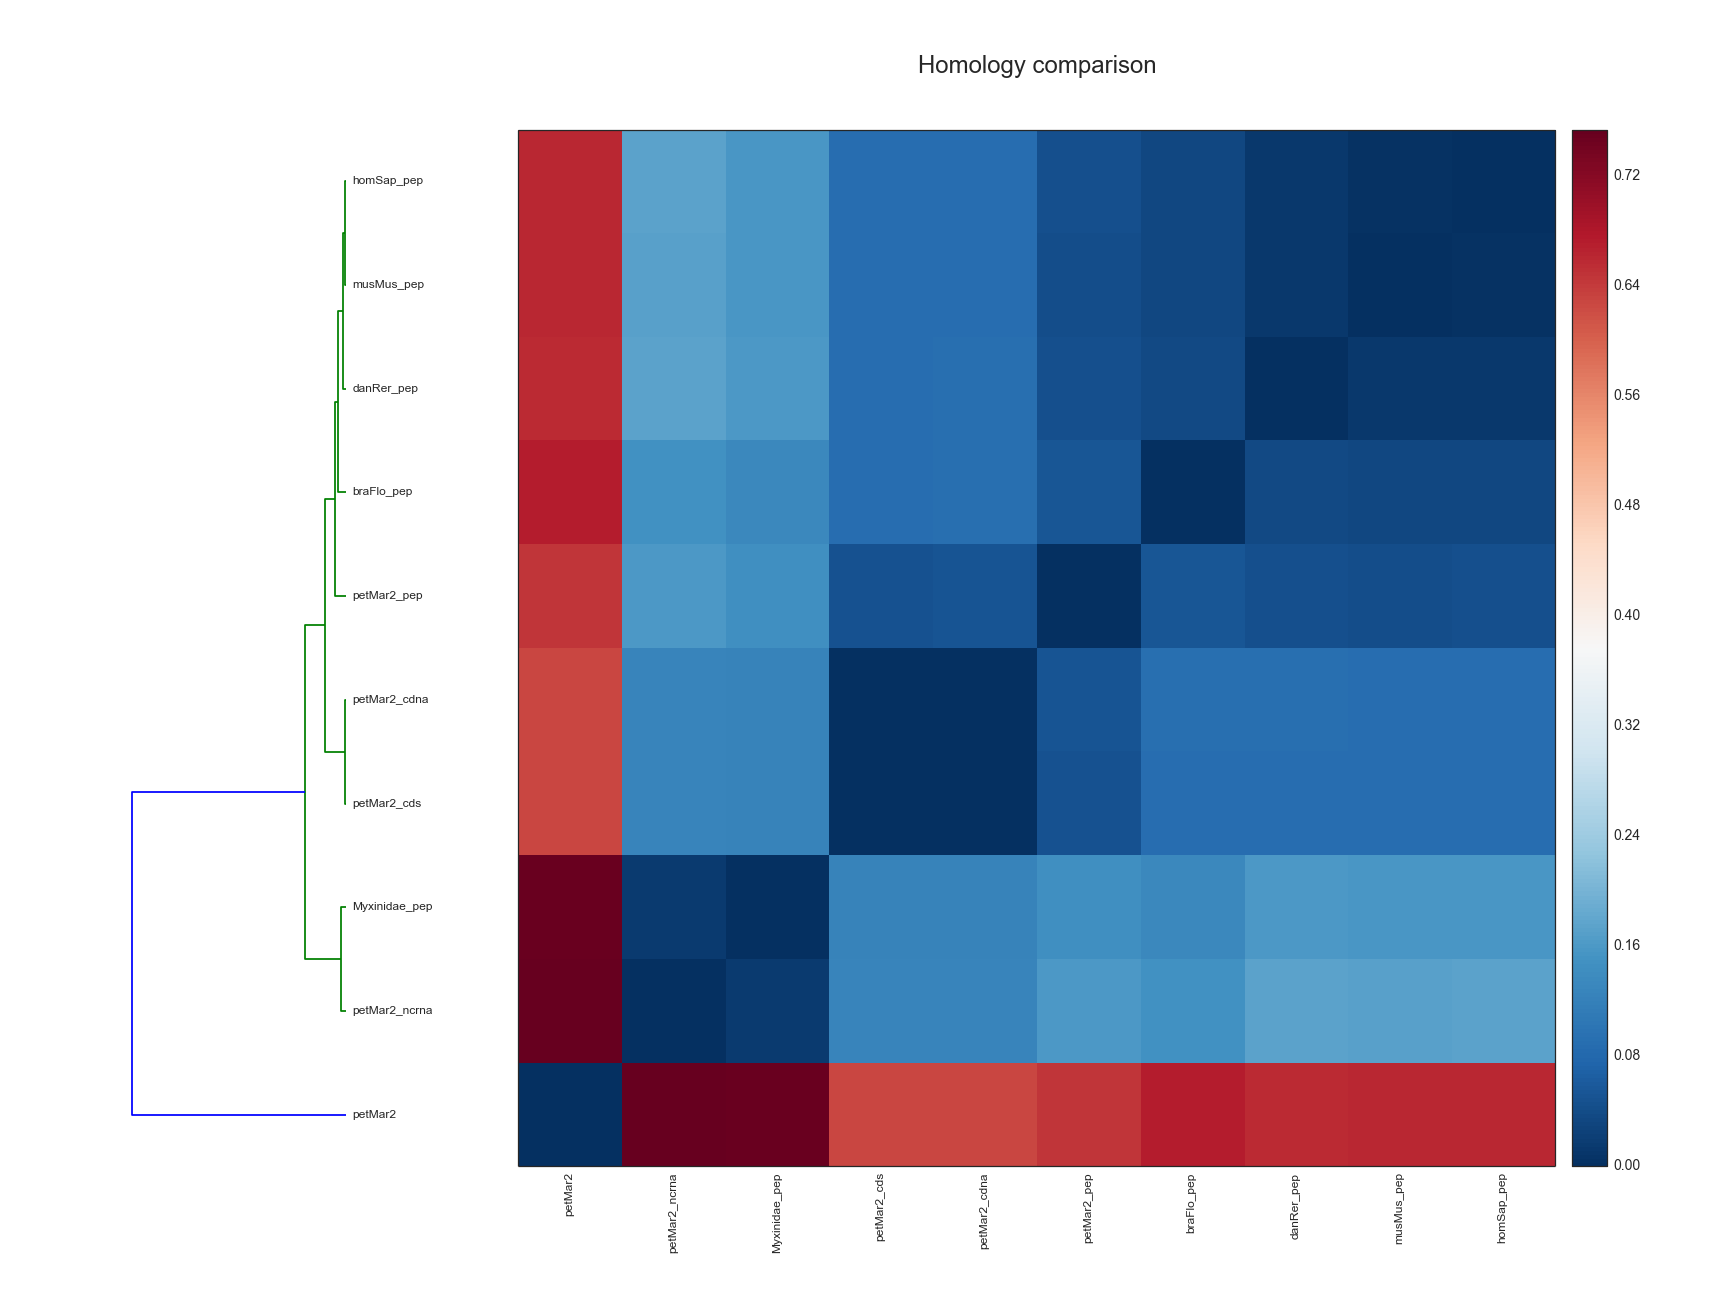 Homology comparison
homSap_pep
musMus_pep
danRer_pep
braFlo_pep
petMar2_pep
petMar2_cdna
petMar2_cds
Myxinidae_pep
petMar2_ncrna
petMar2
0.72
0.64
0.56
0.48
0.40
0.32
0.24
0.16
0.08
0.00
petMar2
petMar2_ncrna
Myxinidae_pep
petMar2_cds
petMar2_cdna
petMar2_pep
braFlo_pep
danRer_pep
musMus_pep
homSap_pep